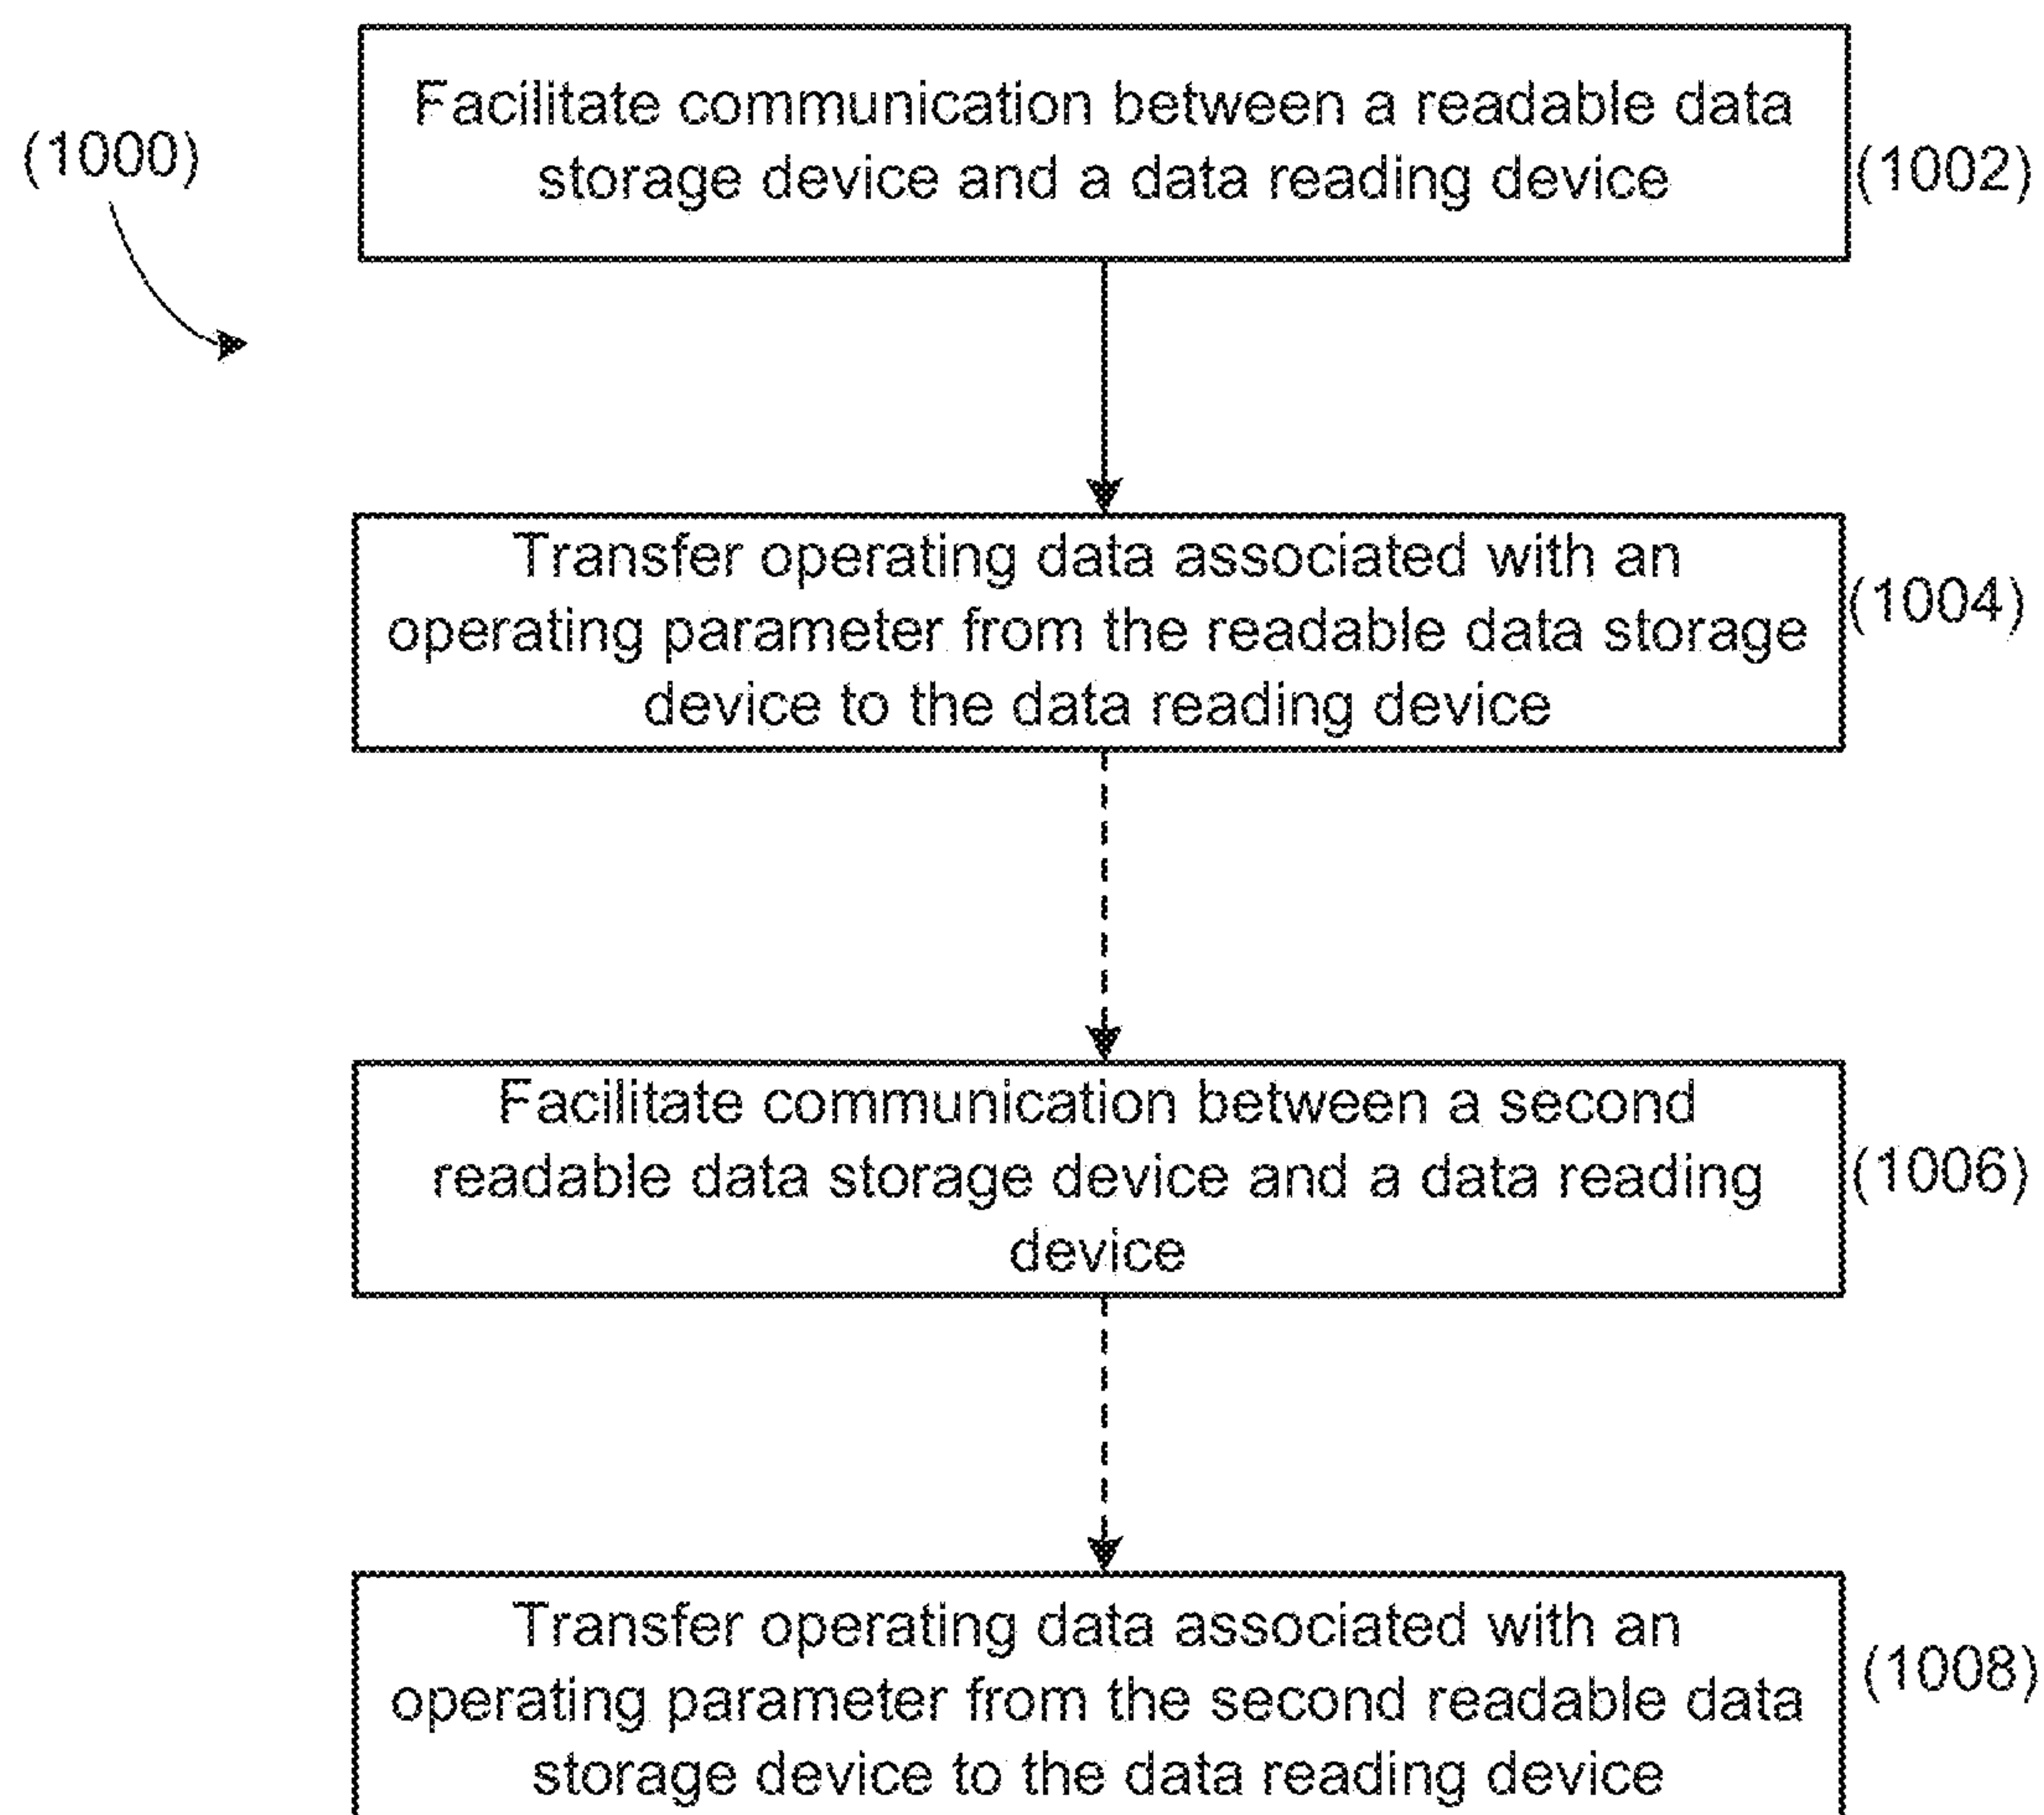 Facilitate communication between a readable data
storage device and a data reading device
(1000)
(1002)
Transfer operating data associated with an
operating parameter from the readable data storage
device to the data reading device
(1004)
Facilitate communication between a second
readable data storage device and a data reading
device
(1006)
Transfer operating data associated with an
operating parameter from the second readable data
storage device to the data reading device
(1008)